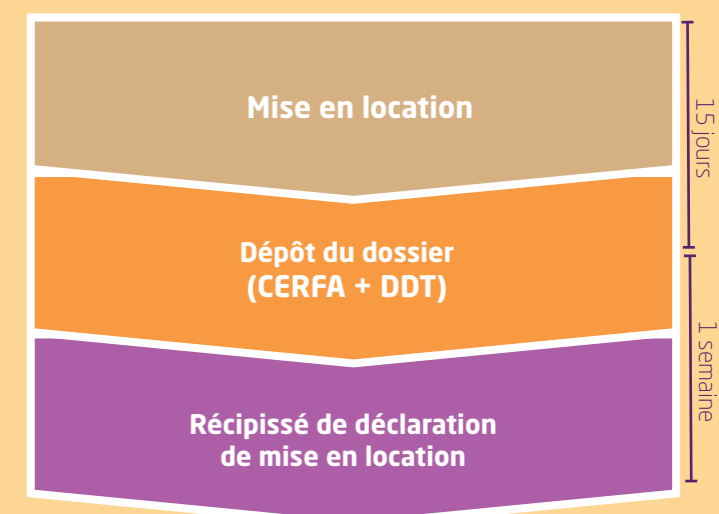 Mise en location
15 jours
Dépôt du dossier
(CERFA + DDT)
1 semaine
Récipissé de déclaration
de mise en location